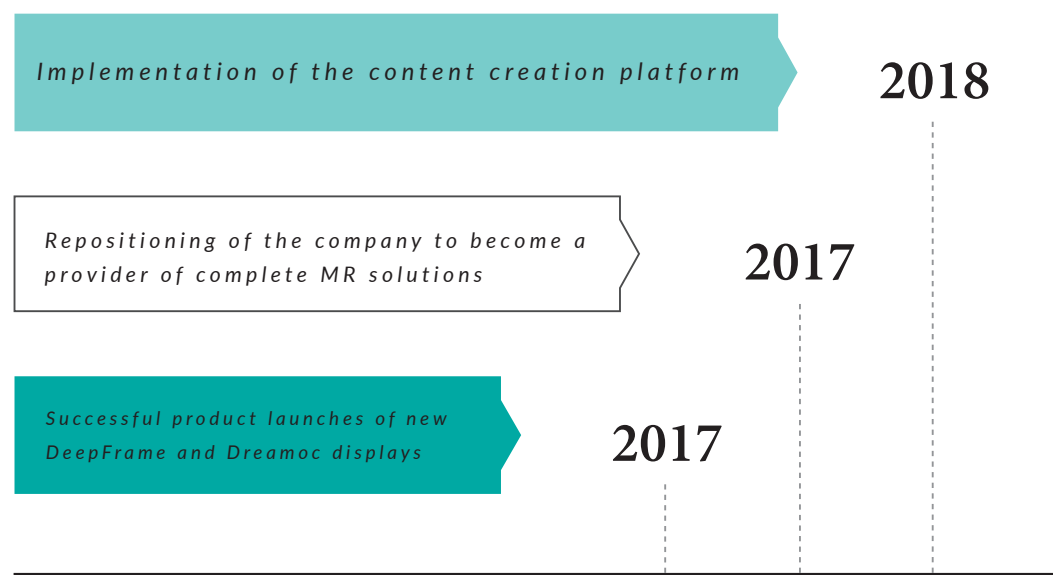 Implementation of the content creation platform
2018
Repositioning of the company to become a
provider of complete MR solutions
2017
Successful product launches of new
DeepFrame and Dreamoc displays
2017